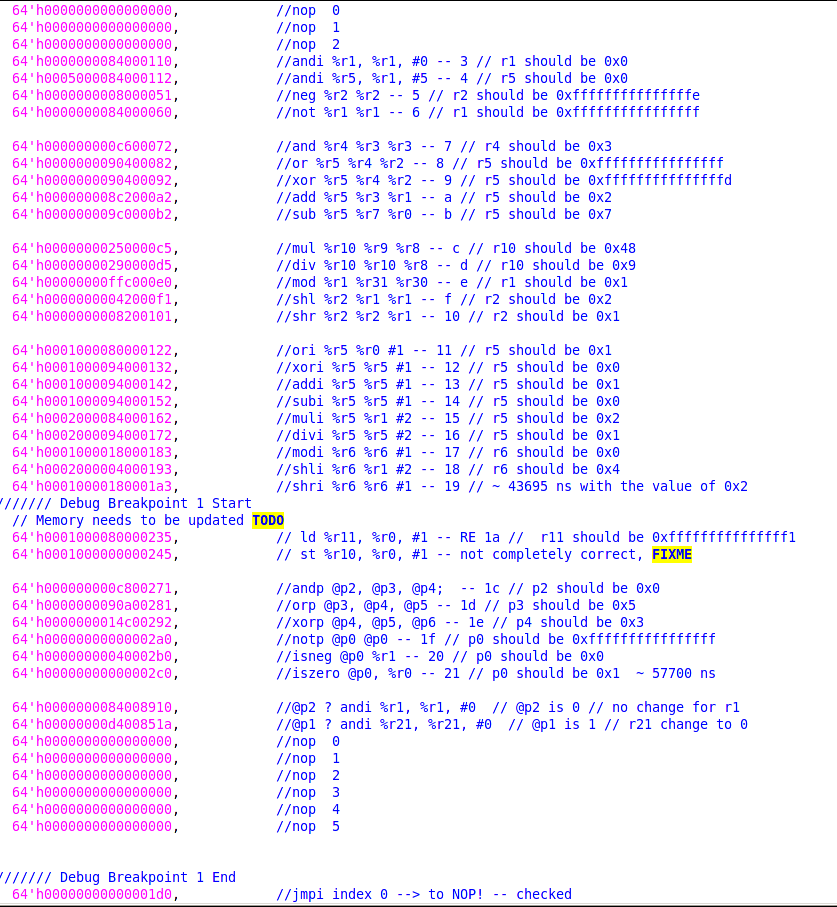 64'h0000000000000000,            //nop  0
64'h0000000000000000,            //nop  1
64'h0000000000000000,            //nop  2
64'h0000000084000110,            //andi %r1, %r1, #0 -- 3 // r1 should be 0x0
64'h0005000084000112,            //andi %r5, %r1, #5 -- 4 // r5 should be 0x0
64'h0000000008000051,            //neg %r2 %r2 -- 5 // r2 should be 0xfffffffffffffffe
64'h0000000084000060,            //not %r1 %r1 -- 6 // r1 should be 0xffffffffffffffff
64'h000000000c600072,            //and %r4 %r3 %r3 -- 7 // r4 should be 0x3
64'h0000000090400082,            //or %r5 %r4 %r2 -- 8 // r5 should be 0xffffffffffffffff
64'h0000000090400092,            //xor %r5 %r4 %r2 -- 9 // r5 should be 0xfffffffffffffffd
64'h000000008c2000a2,            //add %r5 %r3 %r1 -- a // r5 should be 0x2
64'h000000009c0000b2,            //sub %r5 %r7 %r0 -- b // r5 should be 0x7
64'h00000000250000c5,            //mul %r10 %r9 %r8 -- c // r10 should be 0x48
64'h00000000290000d5,            //div %r10 %r10 %r8 -- d // r10 should be 0x9
64'h00000000ffc000e0,            //mod %r1 %r31 %r30 -- e // r1 should be 0x1
64'h00000000042000f1,            //shl %r2 %r1 %r1 -- f // r2 should be 0x2
64'h0000000008200101,            //shr %r2 %r2 %r1 -- 10 // r2 should be 0x1
64'h0001000080000122,            //ori %r5 %r0 #1 -- 11 // r5 should be 0x1
64'h0001000094000132,            //xori %r5 %r5 #1 -- 12 // r5 should be 0x0
64'h0001000094000142,            //addi %r5 %r5 #1 -- 13 // r5 should be 0x1
64'h0001000094000152,            //subi %r5 %r5 #1 -- 14 // r5 should be 0x0
64'h0002000084000162,            //muli %r5 %r1 #2 -- 15 // r5 should be 0x2
64'h0002000094000172,            //divi %r5 %r5 #2 -- 16 // r5 should be 0x1
64'h0001000018000183,            //modi %r6 %r6 #1 -- 17 // r6 should be 0x0
64'h0002000004000193,            //shli %r6 %r1 #2 -- 18 // r6 should be 0x4
64'h00010000180001a3,            //shri %r6 %r6 #1 -- 19 // ~ 43695 ns with the value of 0x2
/////// Debug Breakpoint 1 Start
// Memory needs to be updated TODO
64'h0001000080000235,            // ld %r11, %r0, #1 -- RE 1a //  r11 should be 0xfffffffffffffff1
64'h0001000000000245,            // st %r10, %r0, #1 -- not completely correct, FIXME
64'h000000000c800271,            //andp @p2, @p3, @p4;  -- 1c // p2 should be 0x0
64'h0000000090a00281,            //orp @p3, @p4, @p5 -- 1d // p3 should be 0x5
64'h0000000014c00292,            //xorp @p4, @p5, @p6 -- 1e // p4 should be 0x3
64'h00000000000002a0,            //notp @p0 @p0 -- 1f // p0 should be 0xffffffffffffffff
64'h00000000040002b0,            //isneg @p0 %r1 -- 20 // p0 should be 0x0
64'h00000000000002c0,            //iszero @p0, %r0 -- 21 // p0 should be 0x1  ~ 57700 ns
64'h0000000084008910,            //@p2 ? andi %r1, %r1, #0  // @p2 is 0 // no change for r1
64'h00000000d400851a,            //@p1 ? andi %r21, %r21, #0  // @p1 is 1 // r21 change to 0
64'h0000000000000000,            //nop  0
64'h0000000000000000,            //nop  1
64'h0000000000000000,            //nop  2
64'h0000000000000000,            //nop  3
64'h0000000000000000,            //nop  4
64'h0000000000000000,            //nop  5
/////// Debug Breakpoint 1 End
64'h00000000000001d0,            //jmpi index 0 --> to NOP! -- checked